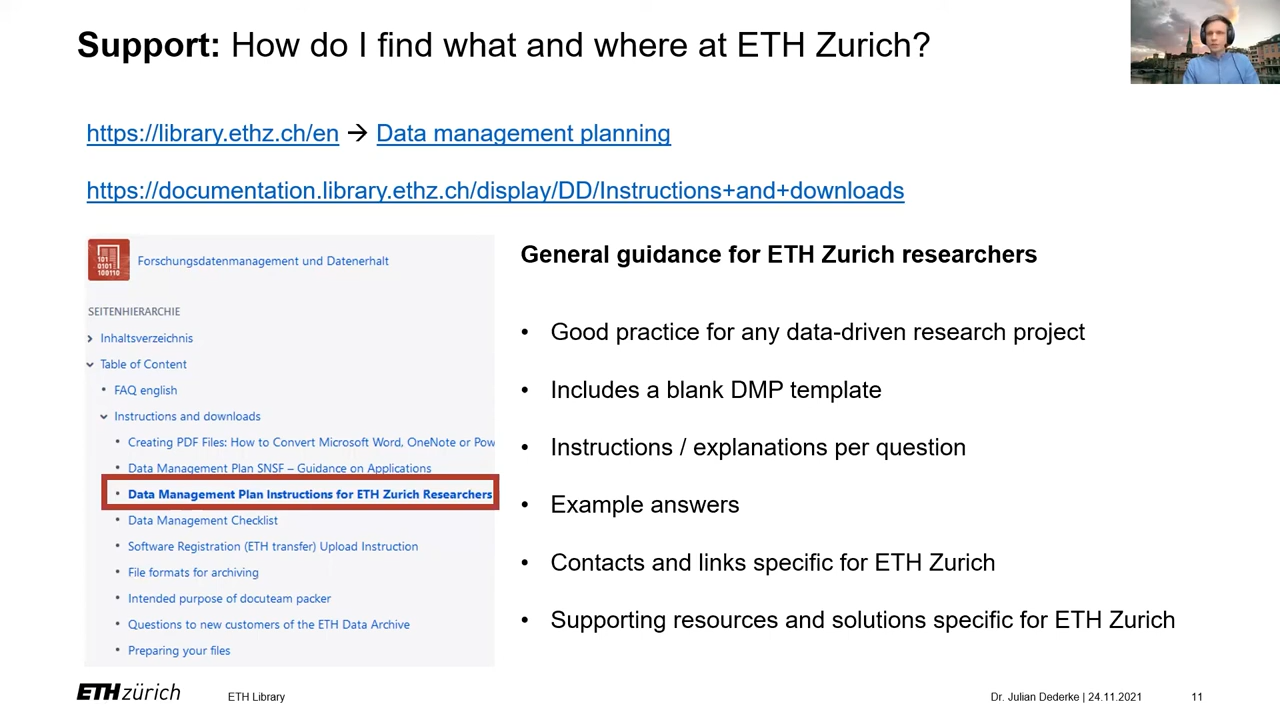 Support: How do I find what and where at ETH Zurich?
https://library.ethz.ch/en → Data management planning
https://documentation.library.ethz.ch/display/DD/Instructions+and+downloads
101
0101
100110
Forschungsdatenmanagement und Datenerhalt
SEITENHIERARCHIE
Inhaltsverzeichnis
Table of Content
• FAQ english
Instructions and downloads
• Creating PDF Files: How to Convert Microsoft Word, OneNote or Pow
• Data Management Plan SNSF – Guidance on Applications
• Data Management Plan Instructions for ETH Zurich Researchers
• Data Management Checklist
• Software Registration (ETH transfer) Upload Instruction
• File formats for archiving
• Intended purpose of docuteam packer
• Questions to new customers of the ETH Data Archive
• Preparing your files
General guidance for ETH Zurich researchers
• Good practice for any data-driven research project
• Includes a blank DMP template
• Instructions / explanations per question
• Example answers
• Contacts and links specific for ETH Zurich
• Supporting resources and solutions specific for ETH Zurich
ETH zürich
ETH Library
Dr. Julian Dederke | 24.11.2021
11